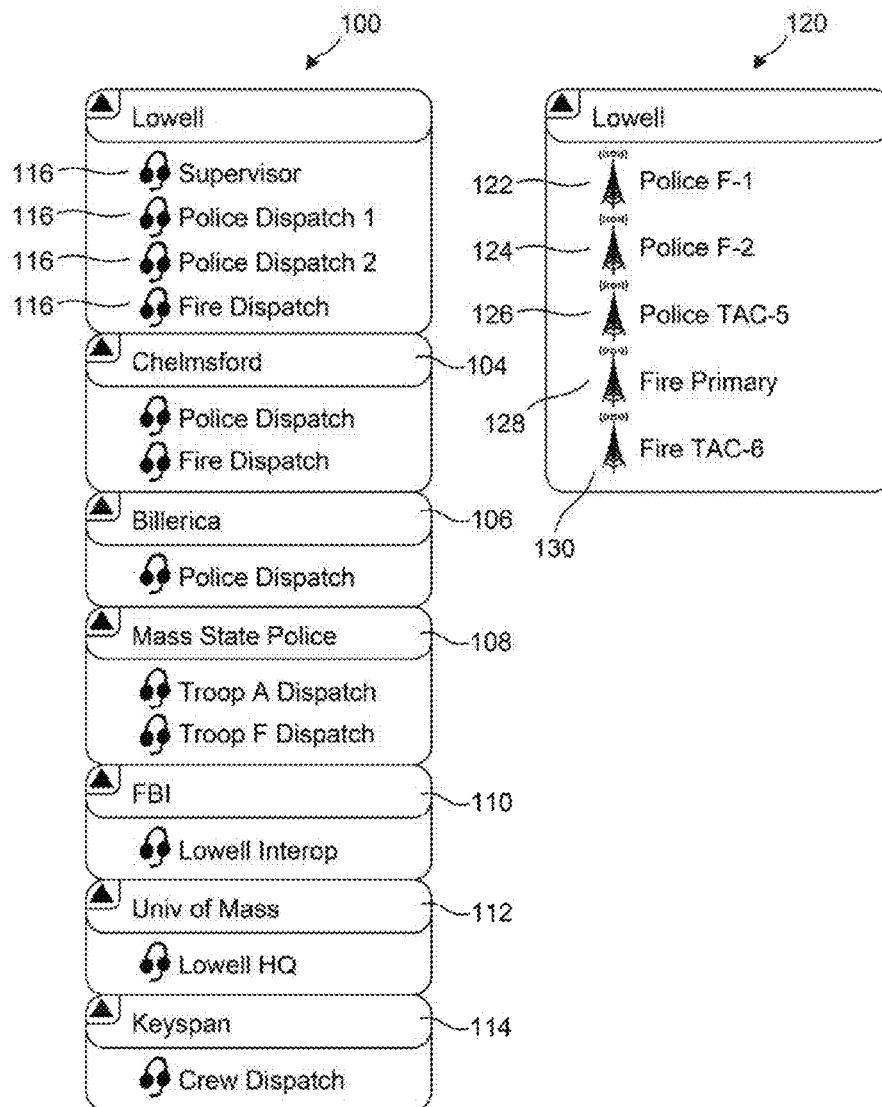 100
120
Lowell
116 Supervisor
116 Police Dispatch 1
116 Police Dispatch 2
116 Fire Dispatch
Chelmsford 104
Police Dispatch
Fire Dispatch
Billerica 106
Police Dispatch
Mass State Police 108
Troop A Dispatch
Troop F Dispatch
FBI 110
Lowell Interop
Univ of Mass 112
Lowell HQ
Keyspan 114
Crew Dispatch
Lowell
122 Police F-1
124 Police F-2
126 Police TAC-5
128 Fire Primary
Fire TAC-6
130